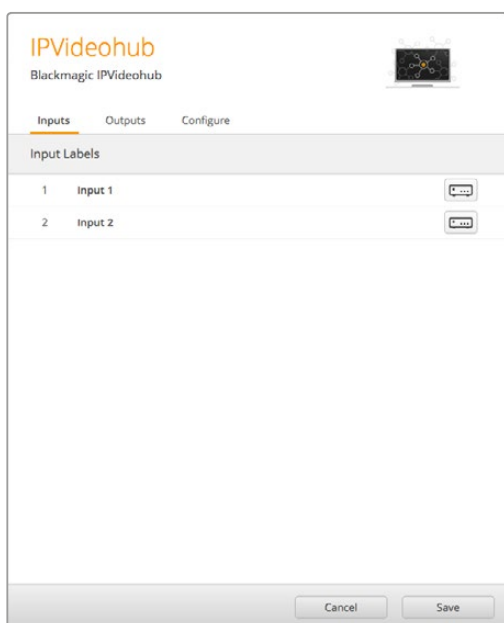 IPVideohub
Blackmagic IPVideohub
Inputs Outputs Configure
Input Labels
1 Input 1
2 Input 2
Cancel Save